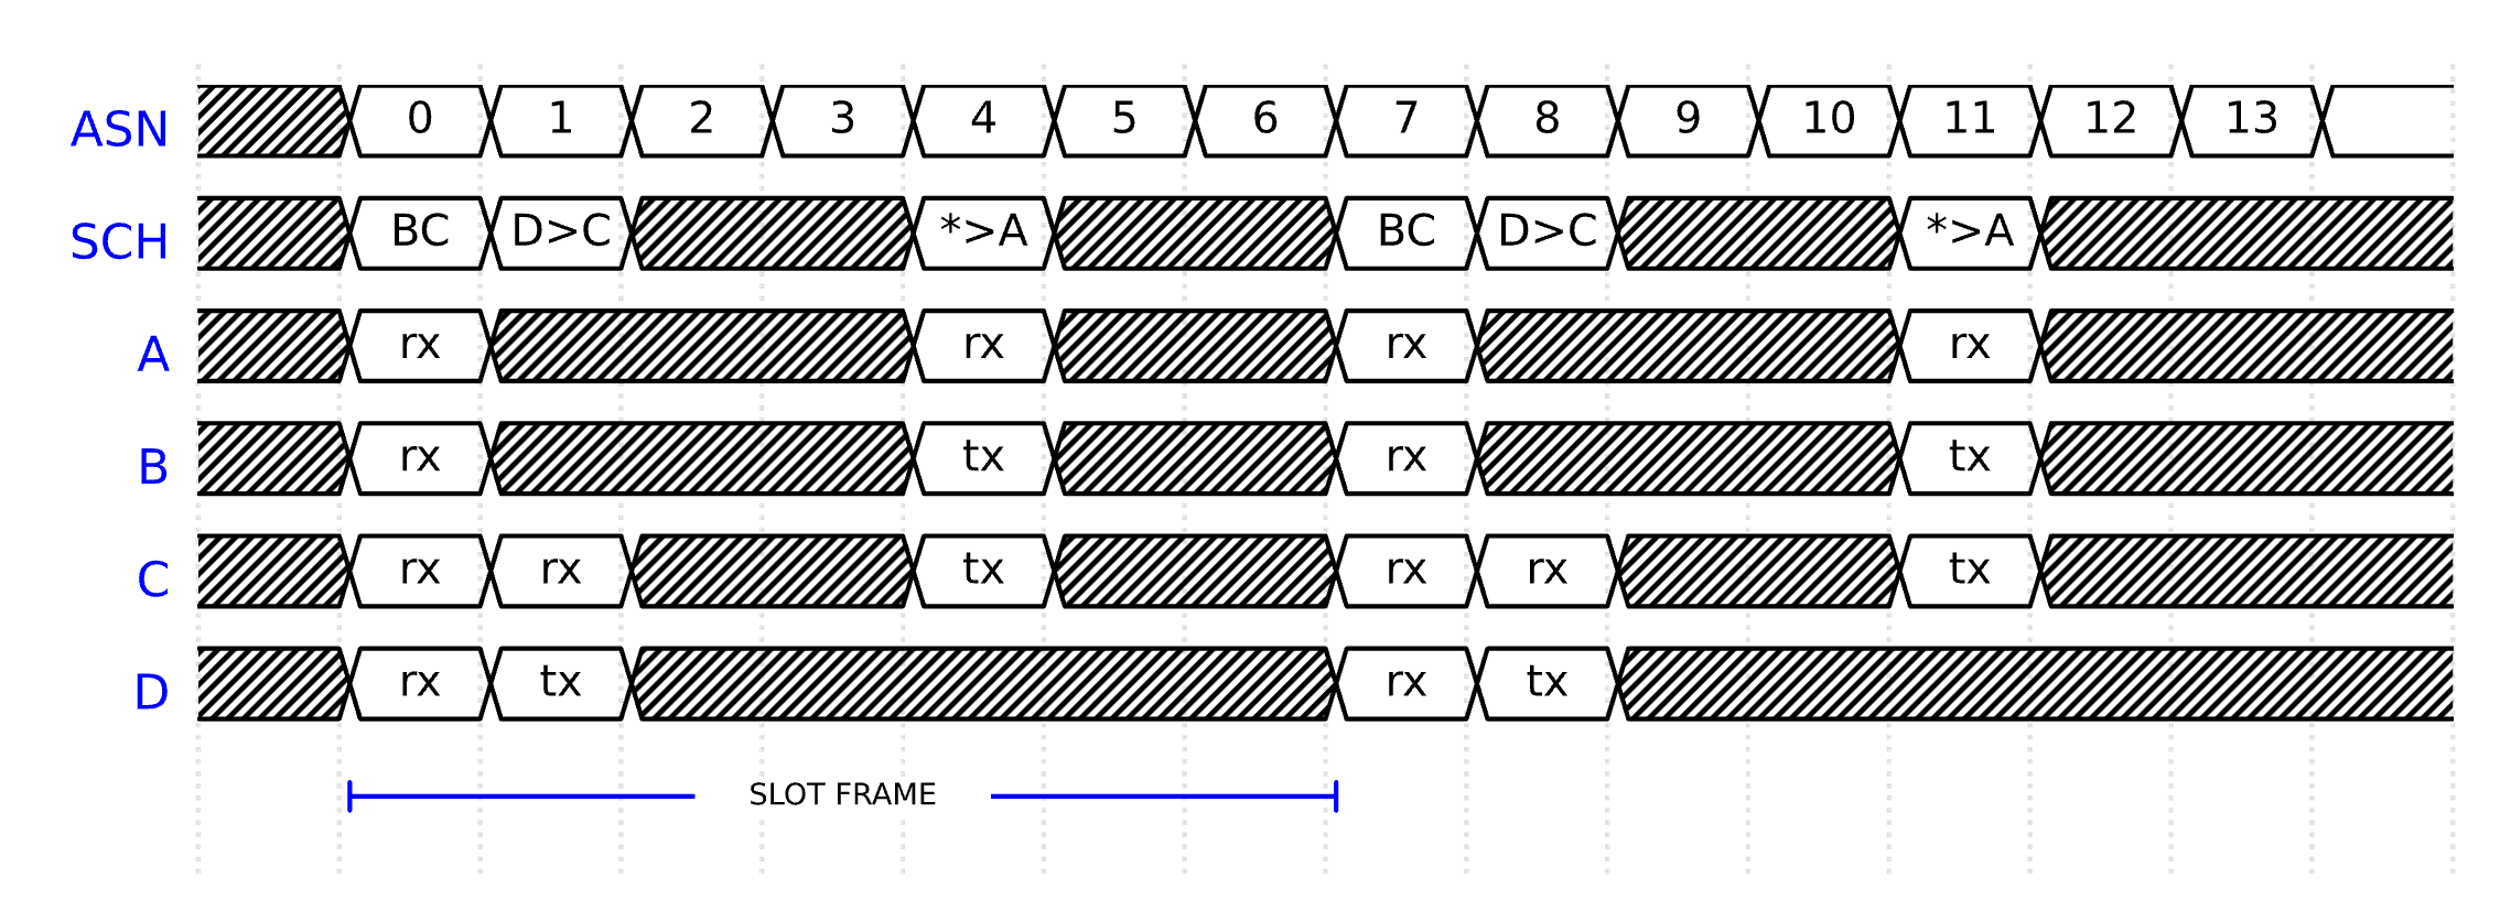 ASN 0 1 2 3 4 5 6 7 8 9 10 11 12 13
SCH BC D>C *>A BC D>C *>A
A rx rx rx rx
B rx tx rx tx
C rx rx tx rx rx tx
D rx tx rx tx
SLOT FRAME